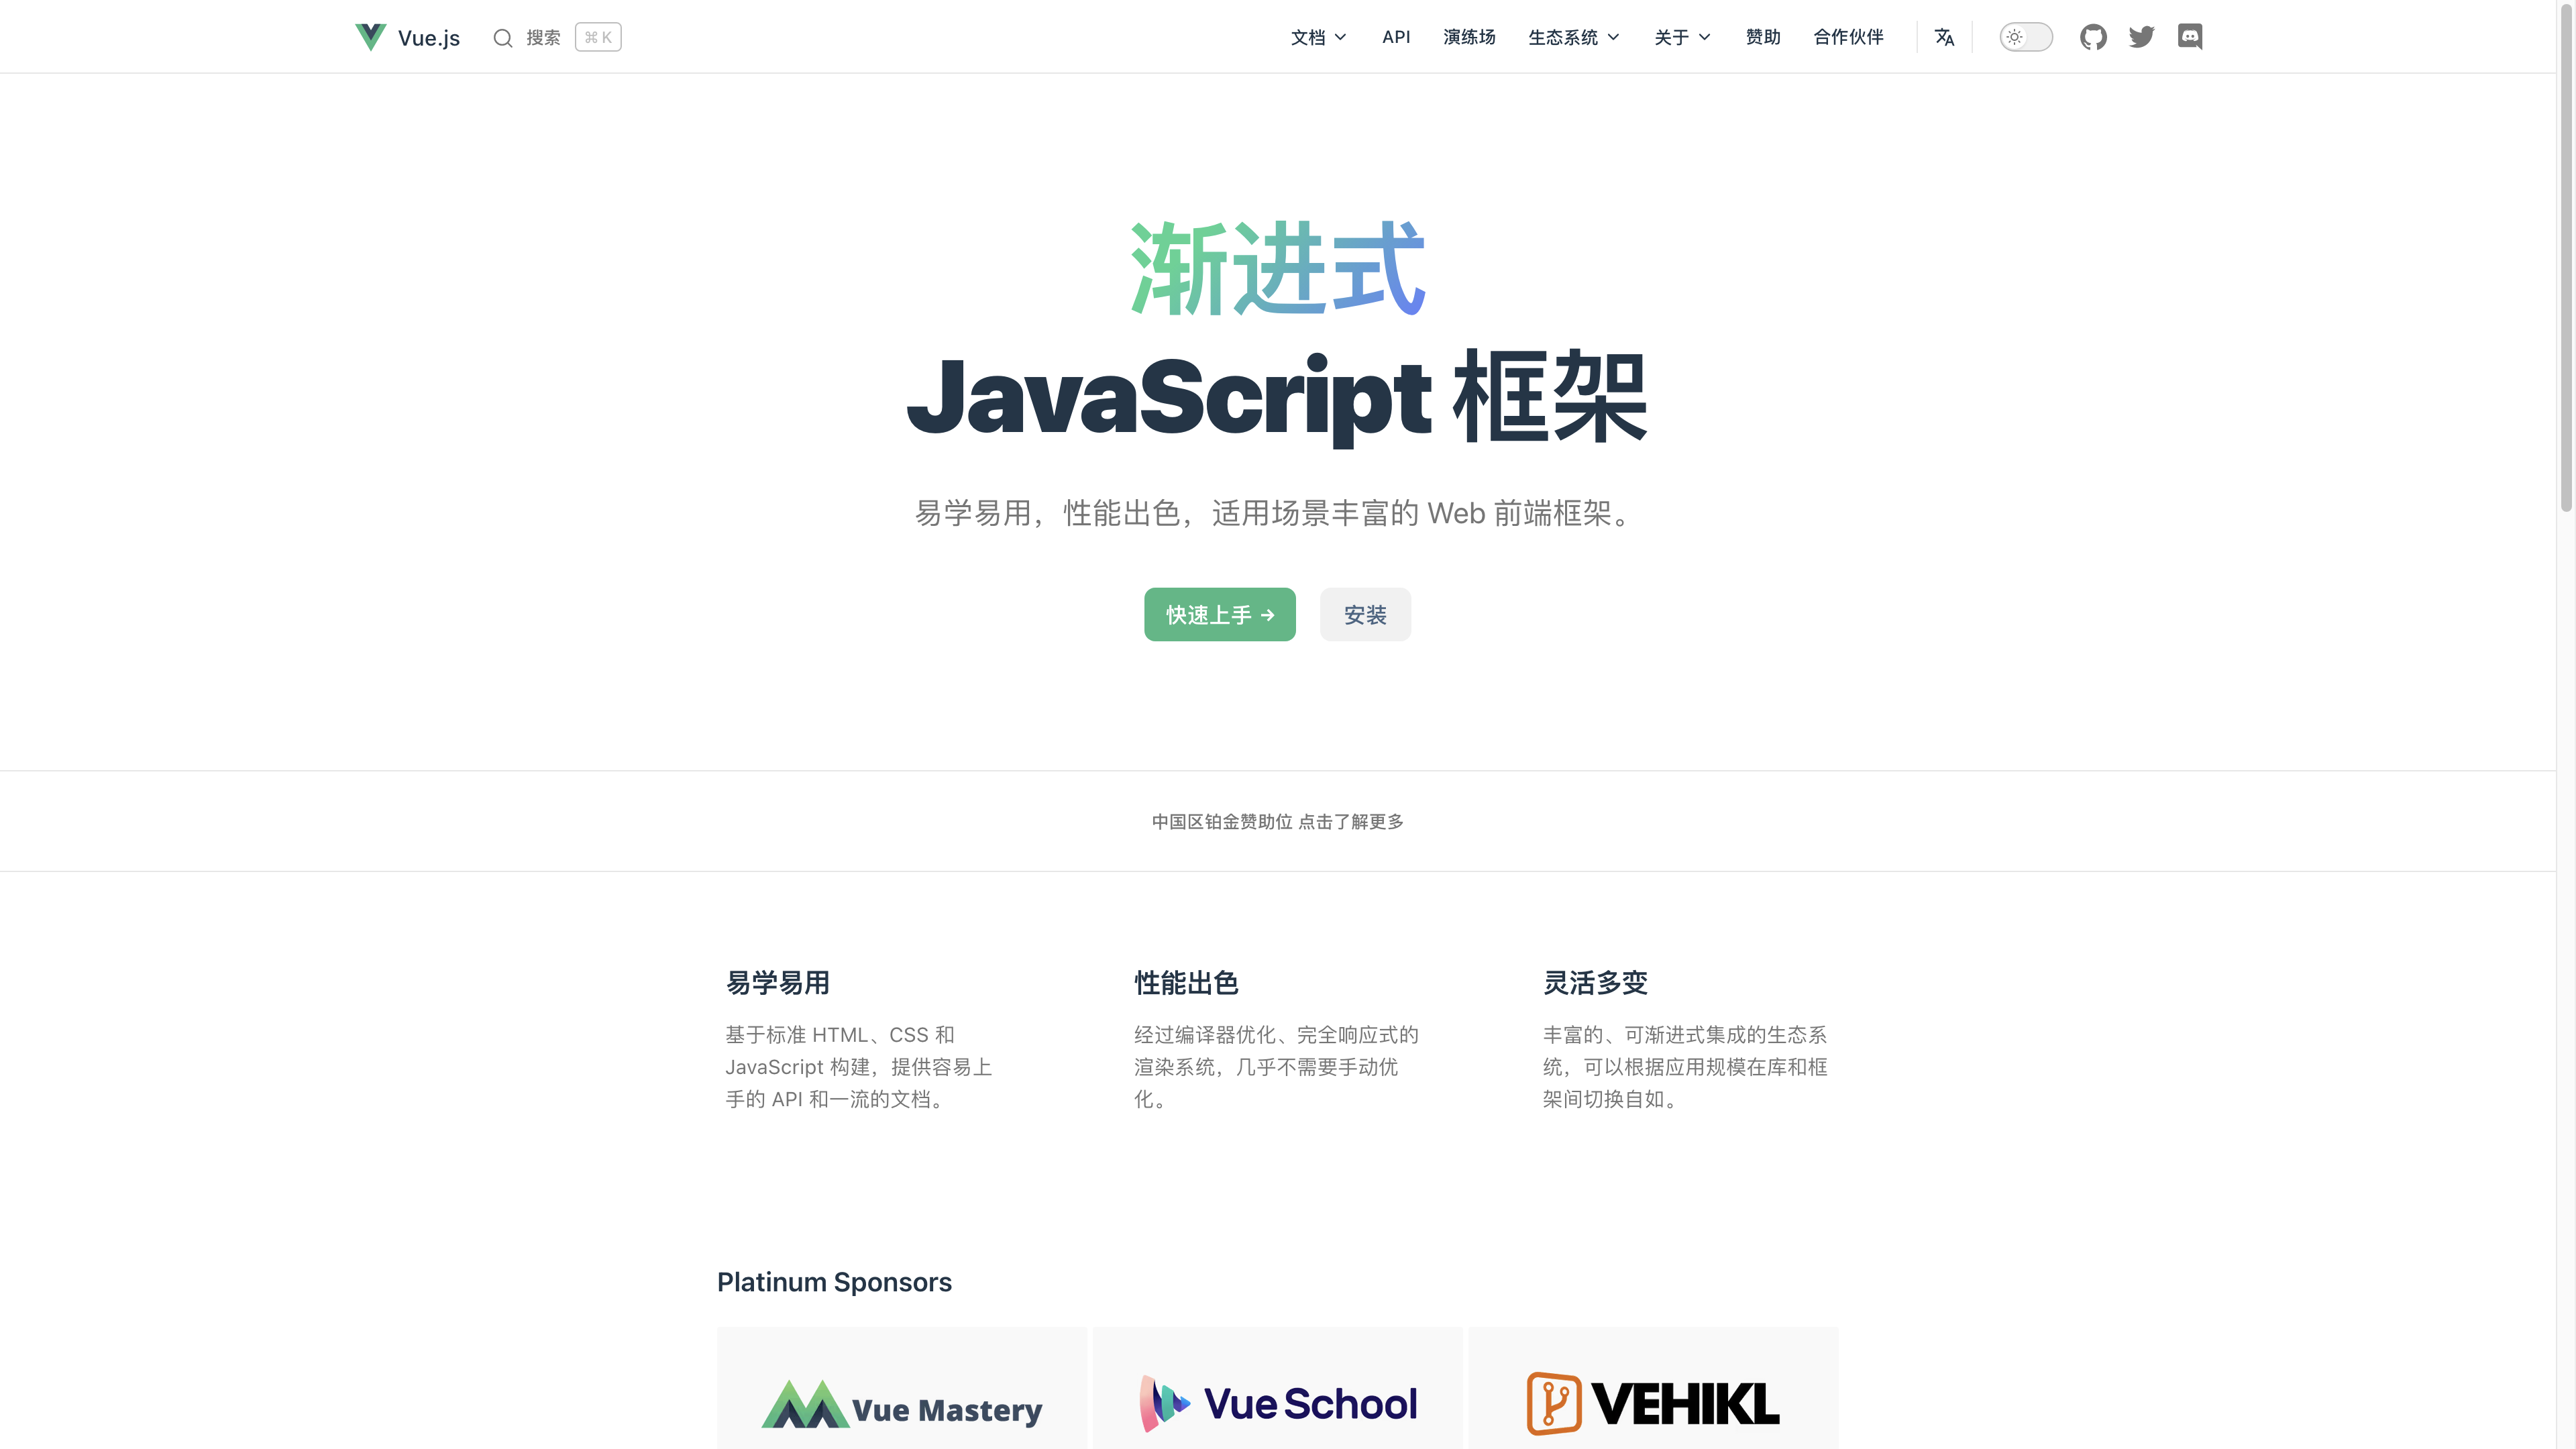 Vue.js 搜索 ⌘ K 文档 API 演练场 生态系统 关于 赞助 合作伙伴
渐进式
JavaScript 框架
易学易用，性能出色，适用场景丰富的 Web 前端框架。
快速上手 → 安装
中国区铂金赞助位 点击了解更多
易学易用
基于标准 HTML、CSS 和
JavaScript 构建，提供容易上
手的 API 和一流的文档。
性能出色
经过编译器优化、完全响应式的
渲染系统，几乎不需要手动优
化。
灵活多变
丰富的、可渐进式集成的生态系
统，可以根据应用规模在库和框
架间切换自如。
Platinum Sponsors
Vue Mastery
Vue School
VEHIKL